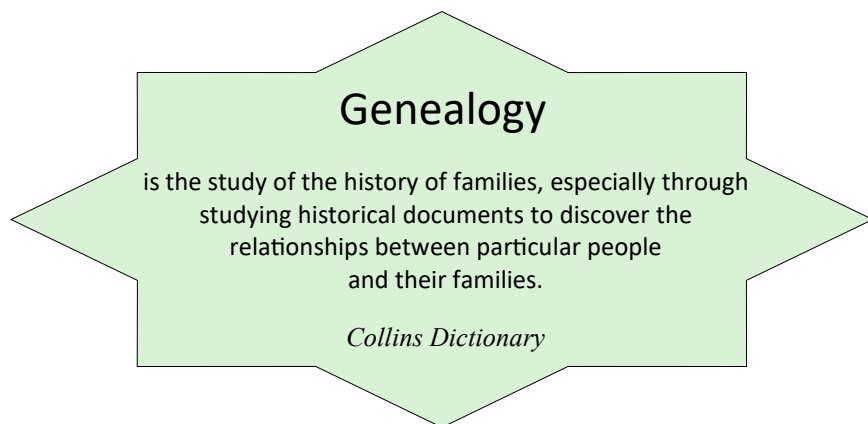 Genealogy
is the study of the history of families, especially through
studying historical documents to discover the
relationships between particular people
and their families.
Collins Dictionary